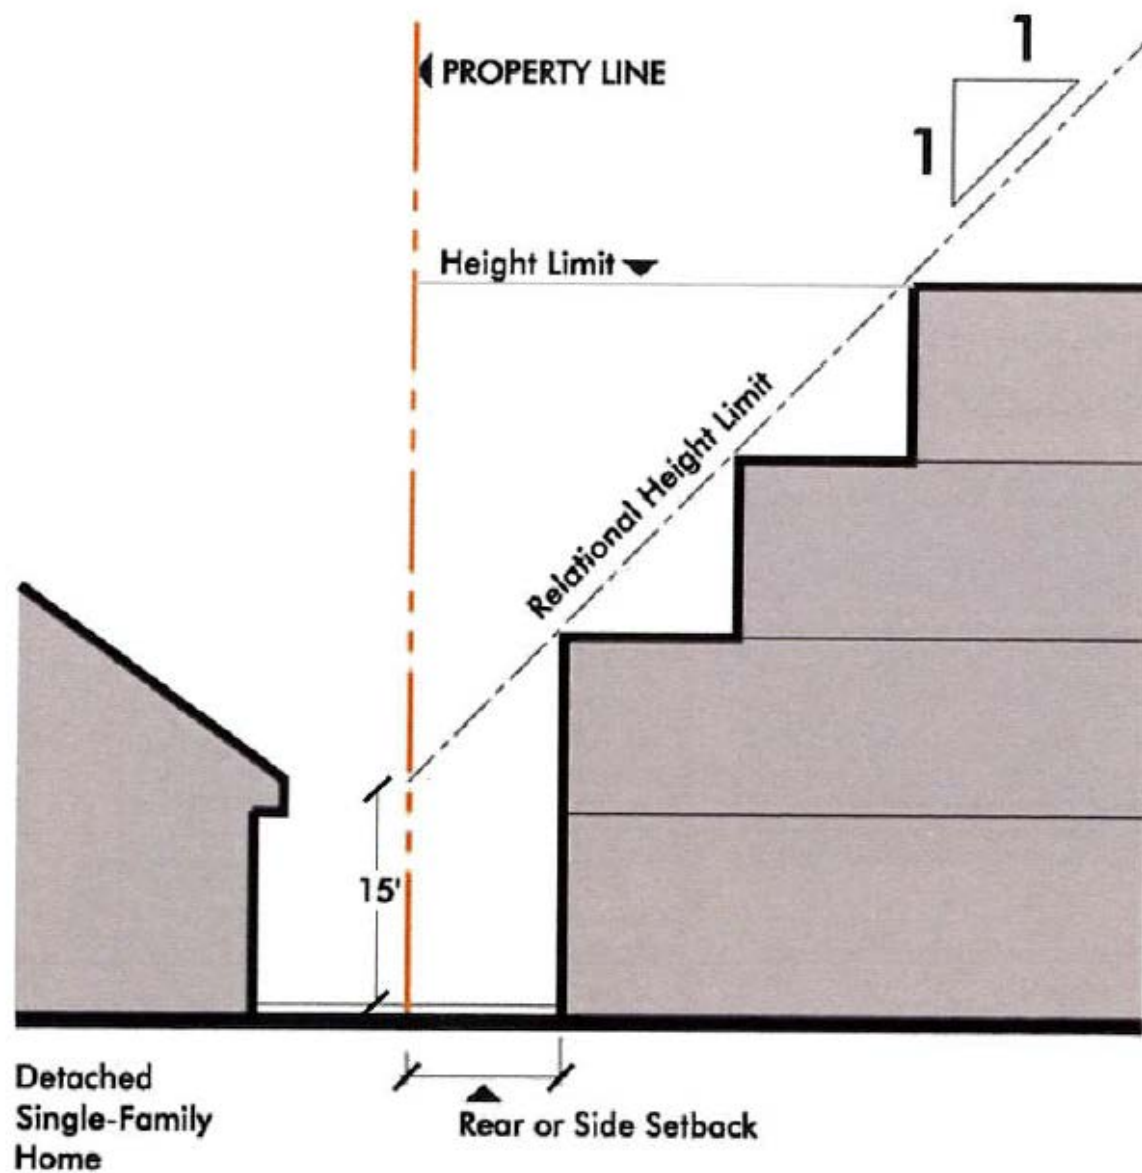 1
PROPERTY LINE
1
Height Limit
Relational Height Limit
15'
Detached
Single-Family
Home
Rear or Side Setback